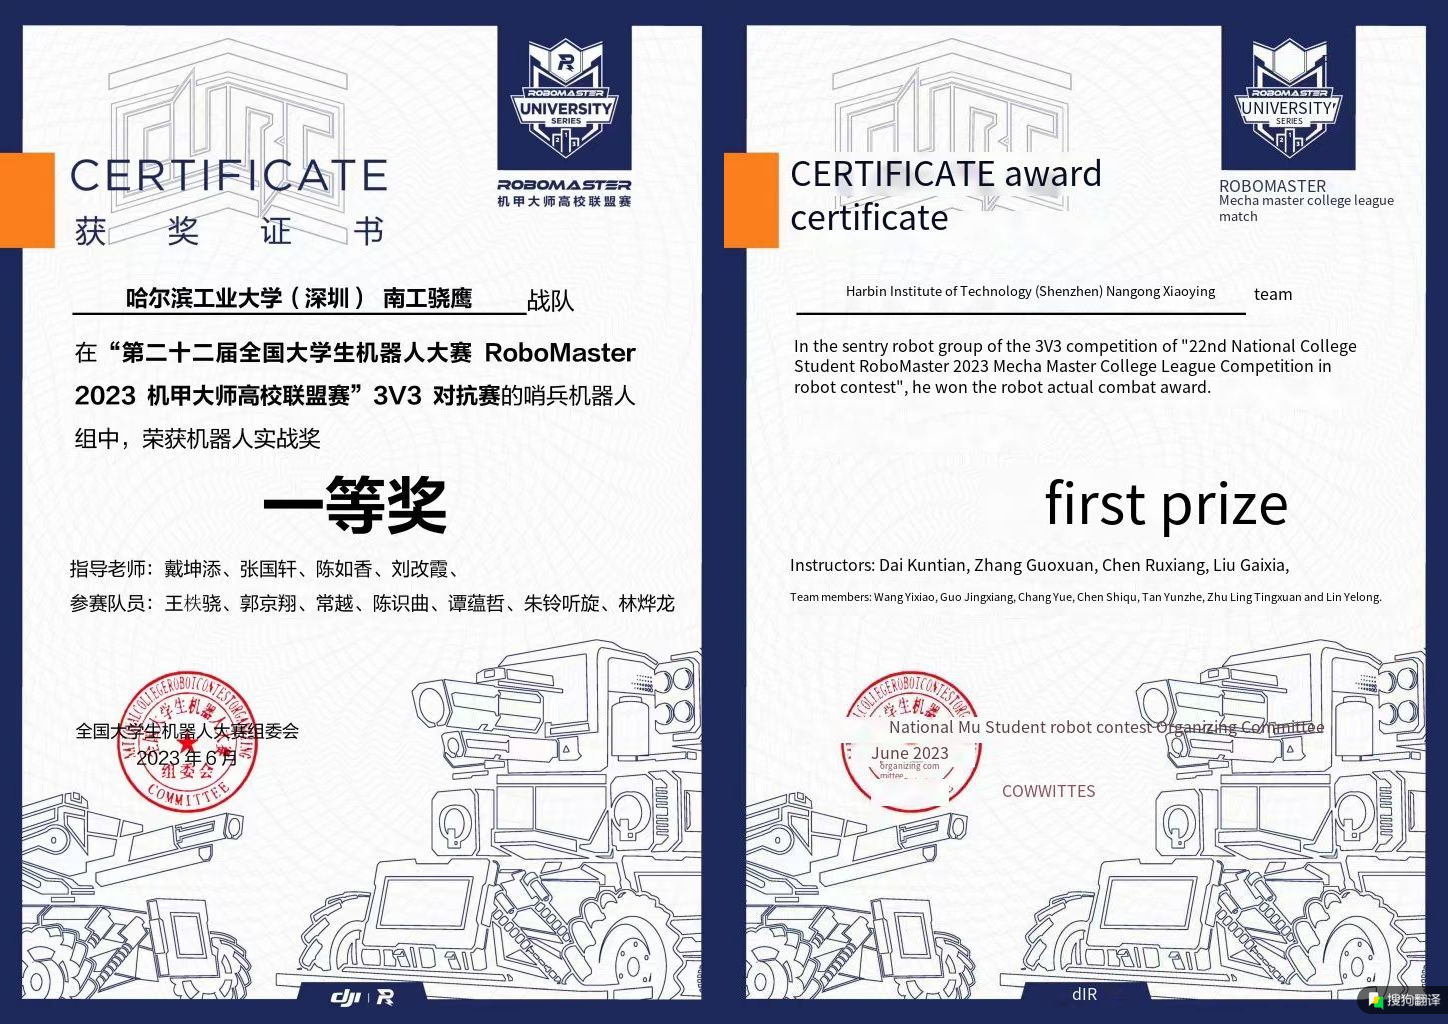 ROBOMASTER
UNIVERSITY
SERIES
CERTIFICATE
获奖证书
ROBOMASTER
机甲大师高校联盟赛
哈尔滨工业大学（深圳） 南工骁鹰 战队
在“第二十二届全国大学生机器人大赛 RoboMaster
2023 机甲大师高校联盟赛”3V3 对抗赛的哨兵机器人
组中，荣获机器人实战奖
一等奖
指导老师：戴坤添、张国轩、陈如香、刘改霞、
参赛队员：王柣骁、郭京翔、常越、陈识曲、谭蕴哲、朱铃听旋、林烨龙
全国大学生机器人大赛组委会
2023 年 6 月
组委会
COMMITTEE
dji R
ROBOMASTER
UNIVERSITY
SERIES
CERTIFICATE award
certificate
ROBOMASTER
Mecha master college league
match
Harbin Institute of Technology (Shenzhen) Nangong Xiaoying team
In the sentry robot group of the 3V3 competition of "22nd National College
Student RoboMaster 2023 Mecha Master College League Competition in
robot contest", he won the robot actual combat award.
first prize
Instructors: Dai Kuntian, Zhang Guoxuan, Chen Ruxiang, Liu Gaixia,
Team members: Wang Yixiao, Guo Jingxiang, Chang Yue, Chen Shiqu, Tan Yunzhe, Zhu Ling Tingxuan and Lin Yelong.
National Mu Student robot contest Organizing Committee
June 2023
organizing com
mittee
COWWITTES
dIR
搜狗翻译